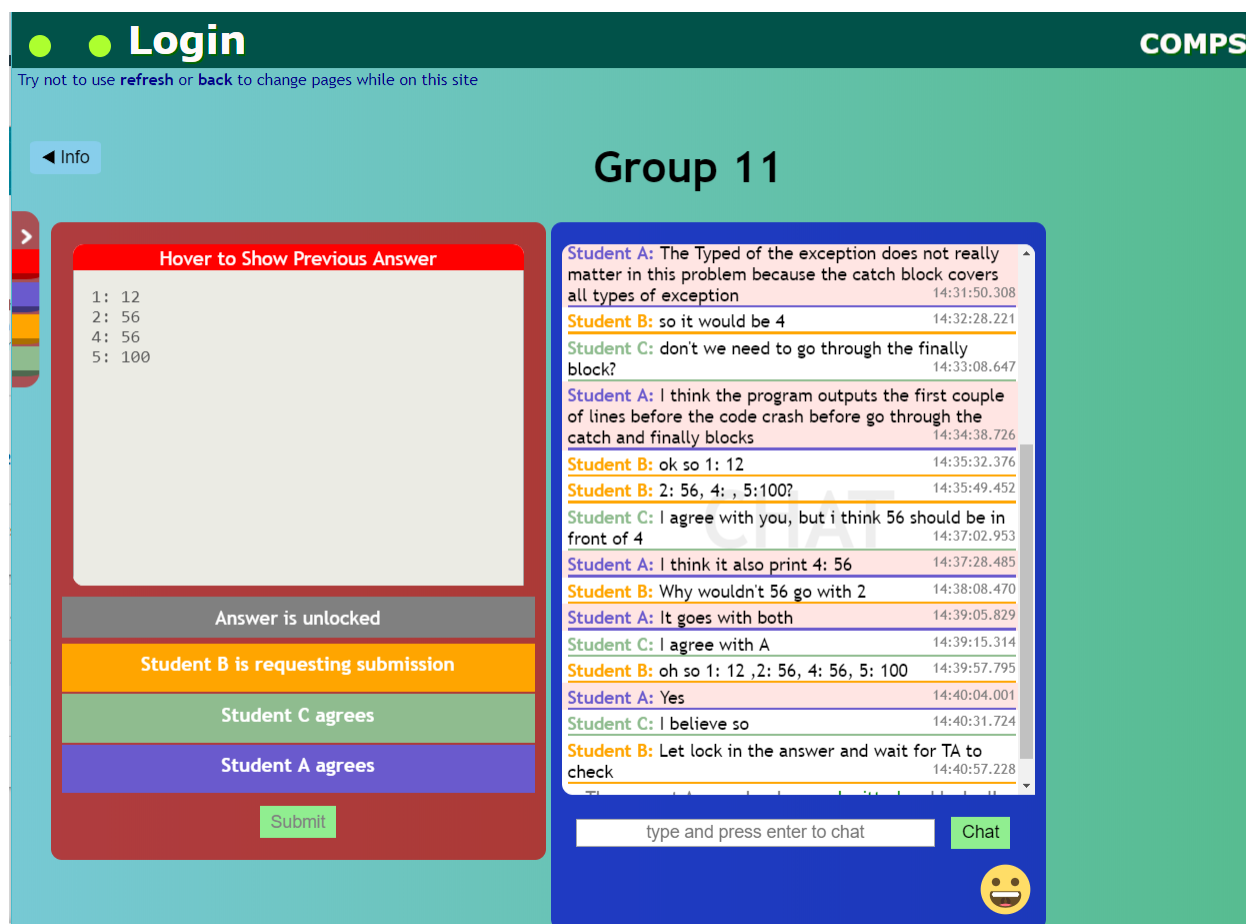 Login
COMPS
Try not to use refresh or back to change pages while on this site
◀ Info
Group 11
Hover to Show Previous Answer
1: 12
2: 56
4: 56
5: 100
Answer is unlocked
Student B is requesting submission
Student C agrees
Student A agrees
Submit
Student A: The Typed of the exception does not really
matter in this problem because the catch block covers
all types of exception 14:31:50.308
Student B: so it would be 4 14:32:28.221
Student C: don't we need to go through the finally
block? 14:33:08.647
Student A: I think the program outputs the first couple
of lines before the code crash before go through the
catch and finally blocks 14:34:38.726
Student B: ok so 1: 12 14:35:32.376
Student B: 2: 56, 4: , 5:100? 14:35:49.452
CHAT
Student C: I agree with you, but i think 56 should be in
front of 4 14:37:02.953
Student A: I think it also print 4: 56 14:37:28.485
Student B: Why wouldn't 56 go with 2 14:38:08.470
Student A: It goes with both 14:39:05.829
Student C: I agree with A 14:39:15.314
Student B: oh so 1: 12 ,2: 56, 4: 56, 5: 100 14:39:57.795
Student A: Yes 14:40:04.001
Student C: I believe so 14:40:31.724
Student B: Let lock in the answer and wait for TA to
check 14:40:57.228
type and press enter to chat
Chat